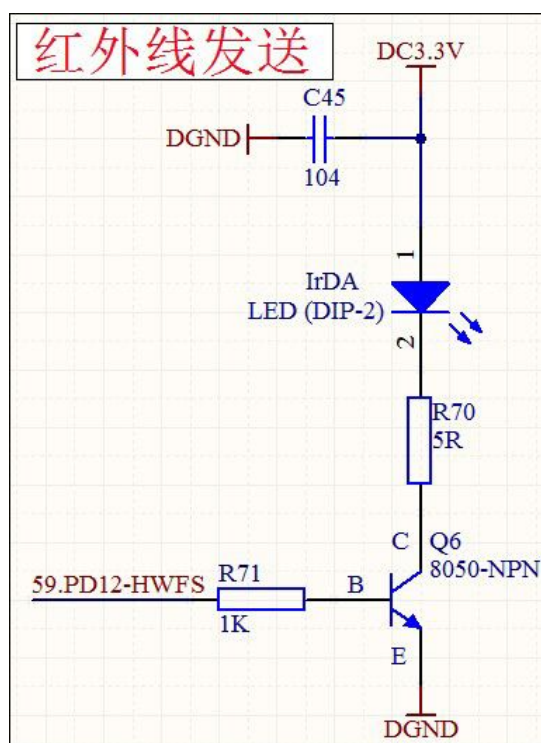 红外线发送
DC3.3V
C45
DGND
104
1
IrDA
LED (DIP-2)
2
R70
5R
C Q6
8050-NPN
59.PD12-HWFS R71 B
1K
E
DGND